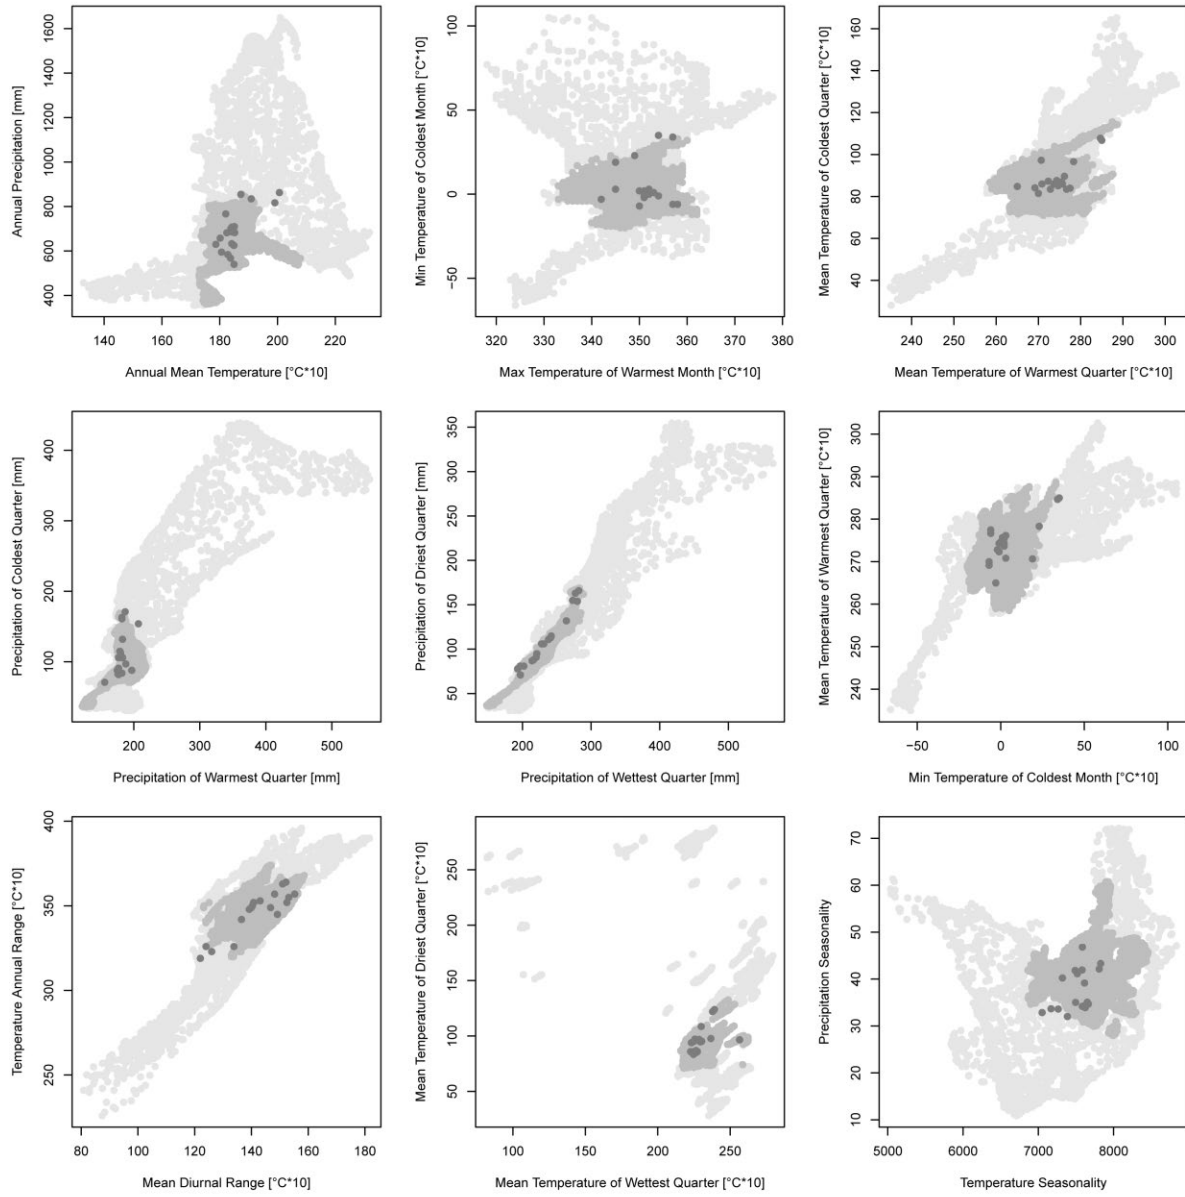 1600
1400
1200
1000
800
600
400
Annual Precipitation [mm]
140 160 180 200 220
Annual Mean Temperature [°C*10]
100
50
0
−50
Min Temperature of Coldest Month [°C*10]
320 330 340 350 360 370 380
Max Temperature of Warmest Month [°C*10]
160
140
120
100
80
60
40
Mean Temperature of Coldest Quarter [°C*10]
240 250 260 270 280 290 300
Mean Temperature of Warmest Quarter [°C*10]
400
300
200
100
Precipitation of Coldest Quarter [mm]
200 300 400 500
Precipitation of Warmest Quarter [mm]
350
300
250
200
150
100
50
Precipitation of Driest Quarter [mm]
200 300 400 500
Precipitation of Wettest Quarter [mm]
300
290
280
270
260
250
240
Mean Temperature of Warmest Quarter [°C*10]
−50 0 50 100
Min Temperature of Coldest Month [°C*10]
400
350
300
250
Temperature Annual Range [°C*10]
80 100 120 140 160 180
Mean Diurnal Range [°C*10]
250
200
150
100
50
Mean Temperature of Driest Quarter [°C*10]
100 150 200 250
Mean Temperature of Wettest Quarter [°C*10]
70
60
50
40
30
20
10
Precipitation Seasonality
5000 6000 7000 8000
Temperature Seasonality